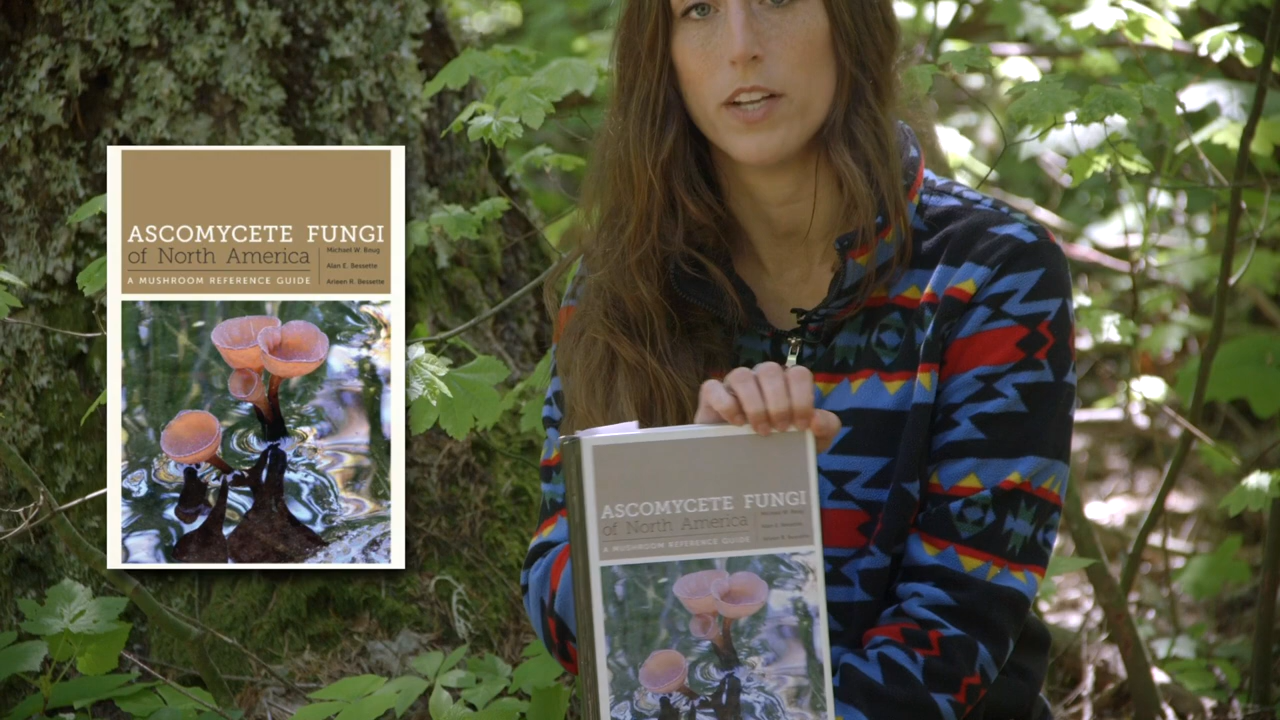 ASCOMYCETE FUNGI
of North America
A MUSHROOM REFERENCE GUIDE
Michael W. Beug
Alan E. Bessette
Arleen R. Bessette
ASCOMYCETE FUNGI
of North America
A MUSHROOM REFERENCE GUIDE